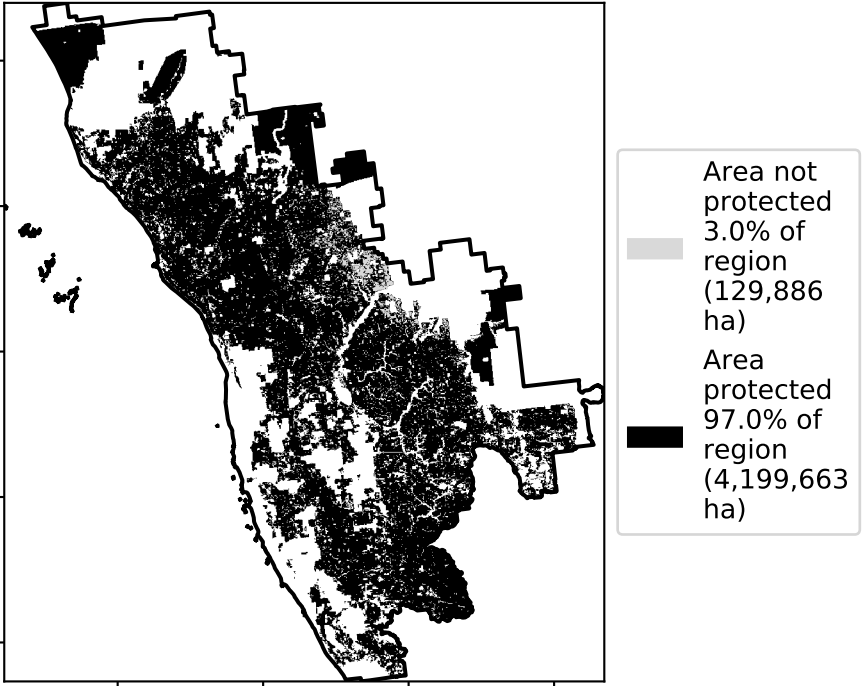 Area not
protected
3.0% of
region
(129,886
ha)
Area
protected
97.0% of
region
(4,199,663
ha)